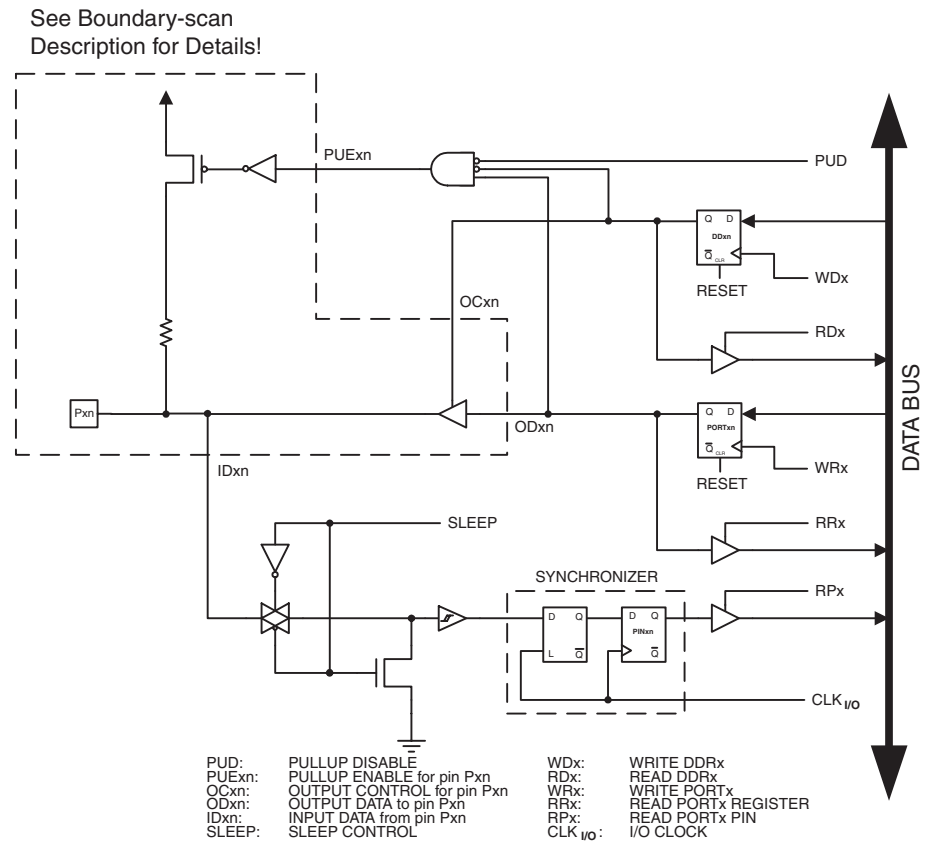 See Boundary-scan
Description for Details!
PUExn
PUD
Q D
DDxn
Q
CLR
WDx
RESET
OCxn
RDx
Pxn
ODxn
Q D
PORTxn
Q
CLR
WRx
RESET
IDxn
DATA BUS
SLEEP
RRx
SYNCHRONIZER
RPx
D Q
L Q
D Q
PINxn
Q
CLK I/O
PUD: PULLUP DISABLE
PUExn: PULLUP ENABLE for pin Pxn
OCxn: OUTPUT CONTROL for pin Pxn
ODxn: OUTPUT DATA to pin Pxn
IDxn: INPUT DATA from pin Pxn
SLEEP: SLEEP CONTROL
WDx: WRITE DDRx
RDx: READ DDRx
WRx: WRITE PORTx
RRx: READ PORTx REGISTER
RPx: READ PORTx PIN
CLK I/O: I/O CLOCK